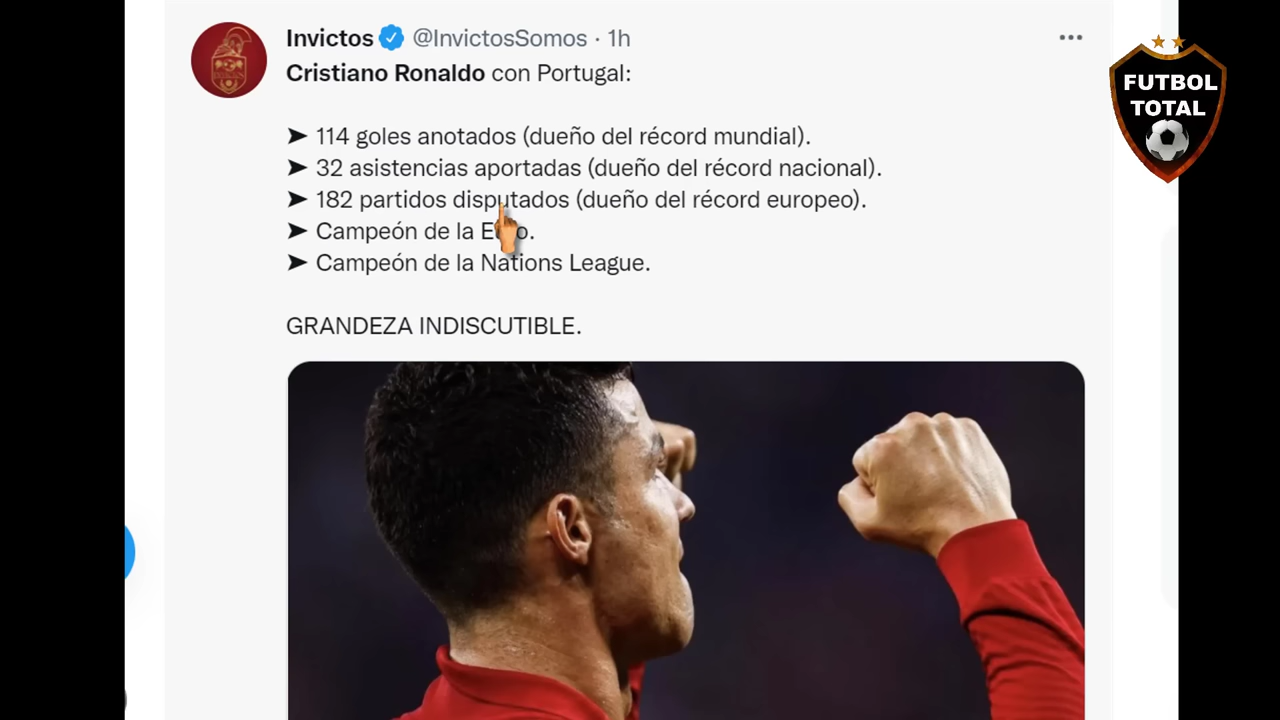 Invictos @InvictosSomos · 1h
Cristiano Ronaldo con Portugal:
➤ 114 goles anotados (dueño del récord mundial).
➤ 32 asistencias aportadas (dueño del récord nacional).
➤ 182 partidos disputados (dueño del récord europeo).
➤ Campeón de la
➤ Campeón de la Nations League.
GRANDEZA INDISCUTIBLE.
FUTBOL
TOTAL